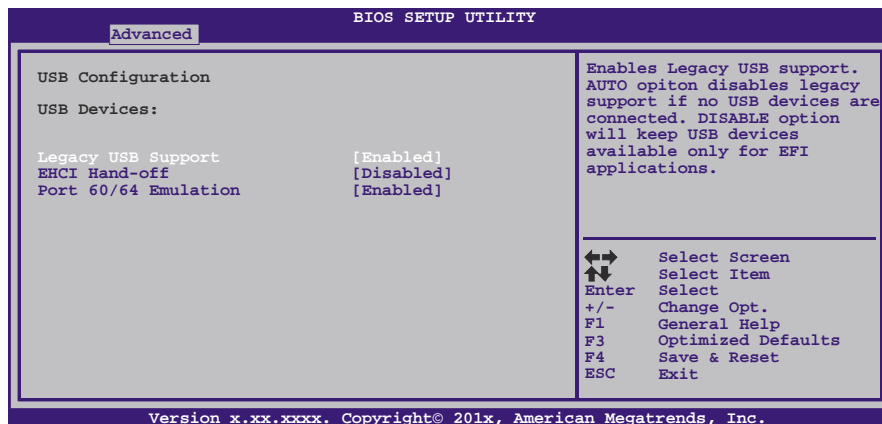 BIOS SETUP UTILITY
Advanced
USB Configuration
USB Devices:
Legacy USB Support [Enabled]
EHCI Hand-off [Disabled]
Port 60/64 Emulation [Enabled]
Enables Legacy USB support.
AUTO opiton disables legacy
support if no USB devices are
connected. DISABLE option
will keep USB devices
available only for EFI
applications.
Select Screen
Select Item
Enter Select
+/- Change Opt.
F1 General Help
F3 Optimized Defaults
F4 Save & Reset
ESC Exit
Version x.xx.xxxx. Copyright© 201x, American Megatrends, Inc.